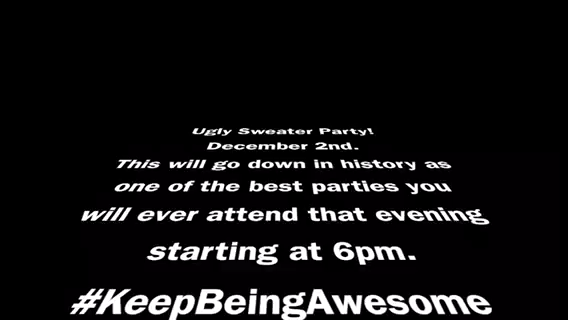 Ugly Sweater Party!
December 2nd.
This will go down in history as
one of the best parties you
will ever attend that evening
starting at 6pm.
#KeepBeingAwesome